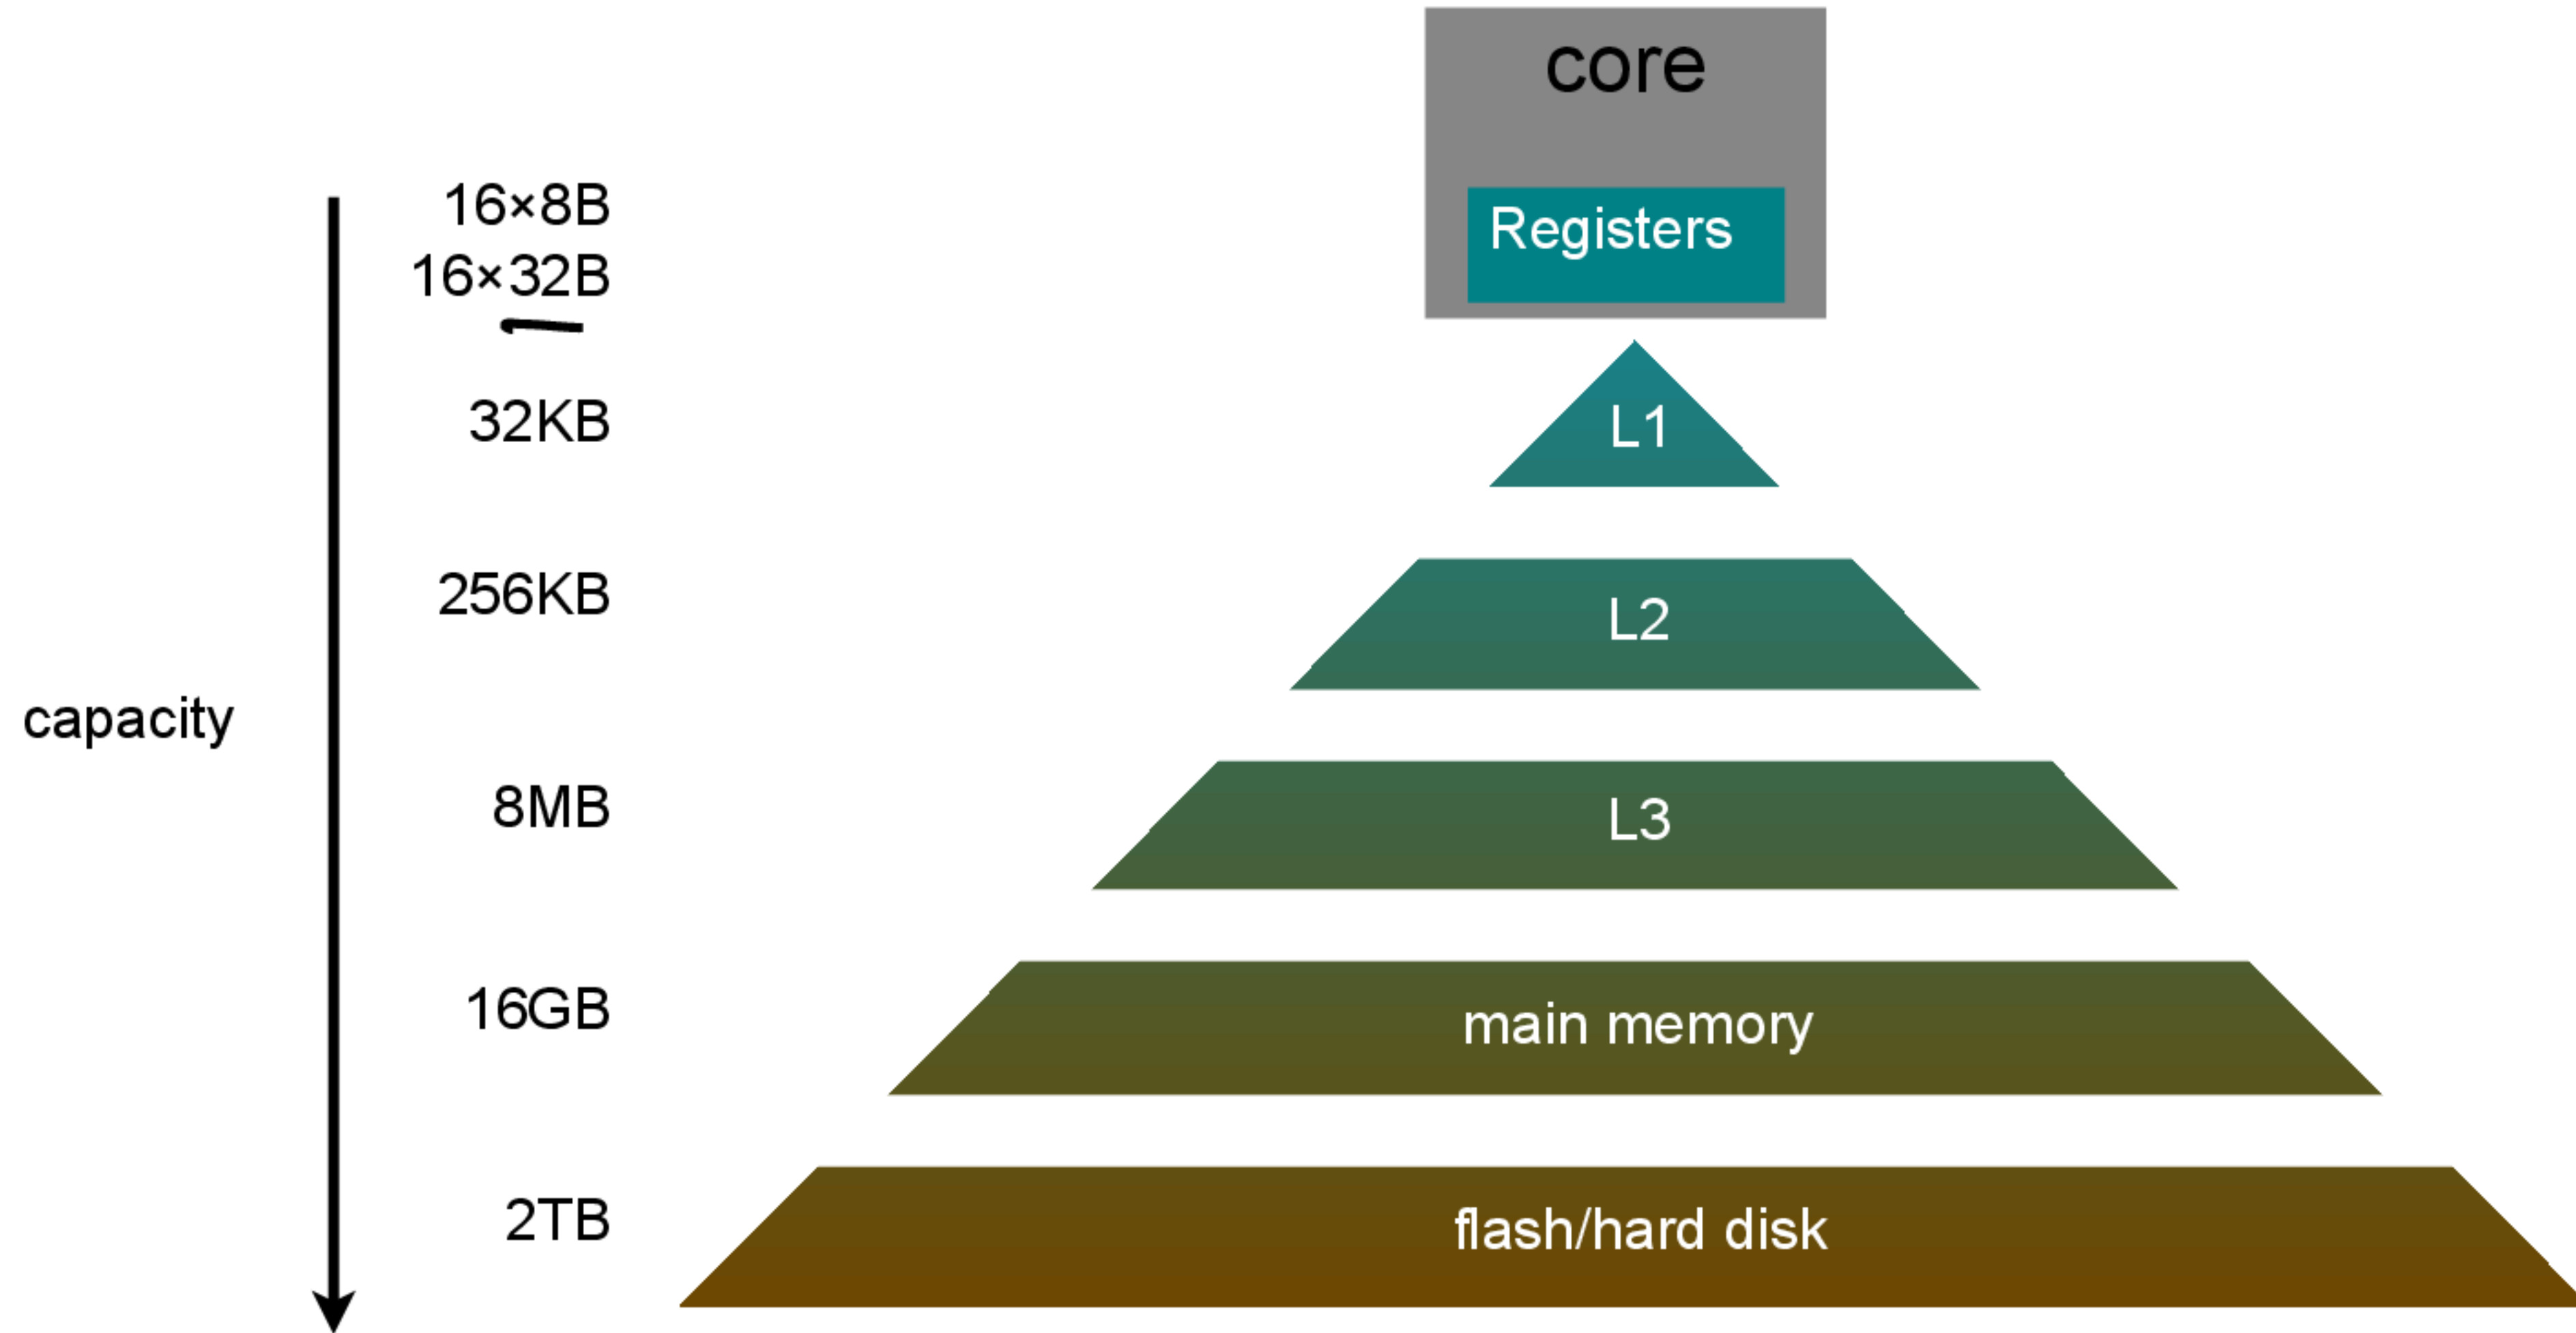 core
16×8B
Registers
16×32B
32KB
L1
256KB
L2
capacity
8MB
L3
16GB
main memory
2TB
flash/hard disk